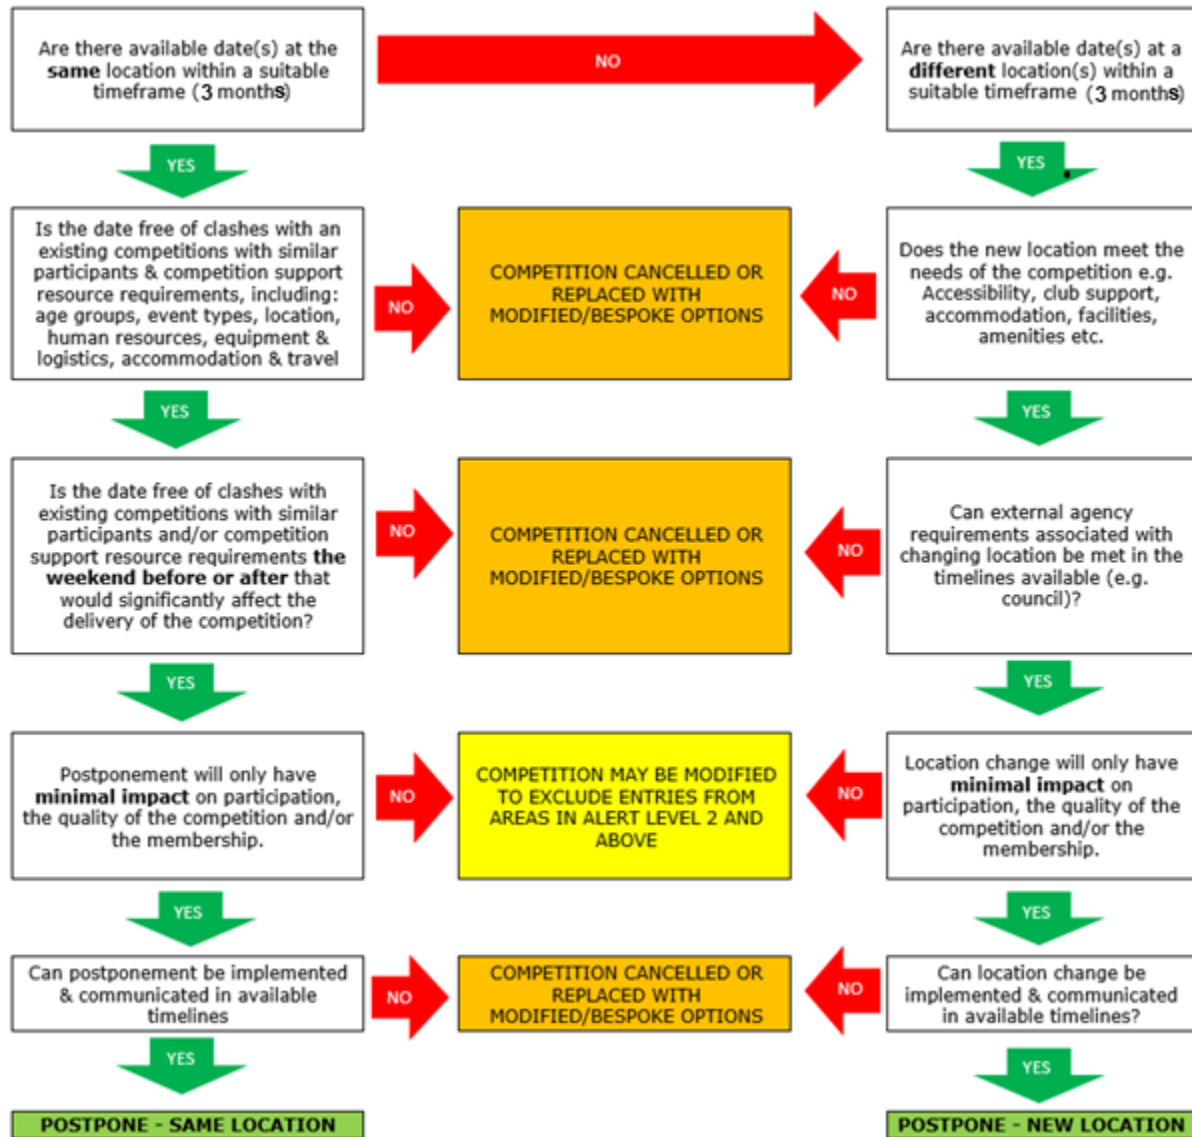 Are there available date(s) at the
same location within a suitable
timeframe (3 months)
NO
Are there available date(s) at a
different location(s) within a
suitable timeframe (3 months)
YES
YES
Is the date free of clashes with an
existing competitions with similar
participants & competition support
resource requirements, including:
age groups, event types, location,
human resources, equipment &
logistics, accommodation & travel
NO
COMPETITION CANCELLED OR
REPLACED WITH
MODIFIED/BESPOKE OPTIONS
NO
Does the new location meet the
needs of the competition e.g.
Accessibility, club support,
accommodation, facilities,
amenities etc.
YES
YES
Is the date free of clashes with
existing competitions with similar
participants and/or competition
support resource requirements the
weekend before or after that
would significantly affect the
delivery of the competition?
NO
COMPETITION CANCELLED OR
REPLACED WITH
MODIFIED/BESPOKE OPTIONS
NO
Can external agency
requirements associated with
changing location be met in the
timelines available (e.g.
council)?
YES
YES
Postponement will only have
minimal impact on participation,
the quality of the competition and/or
the membership.
NO
COMPETITION MAY BE MODIFIED
TO EXCLUDE ENTRIES FROM
AREAS IN ALERT LEVEL 2 AND
ABOVE
NO
Location change will only have
minimal impact on
participation, the quality of the
competition and/or the
membership.
YES
YES
Can postponement be implemented
& communicated in available
timelines
NO
COMPETITION CANCELLED OR
REPLACED WITH
MODIFIED/BESPOKE OPTIONS
NO
Can location change be
implemented & communicated
in available timelines?
YES
YES
POSTPONE - SAME LOCATION
POSTPONE - NEW LOCATION